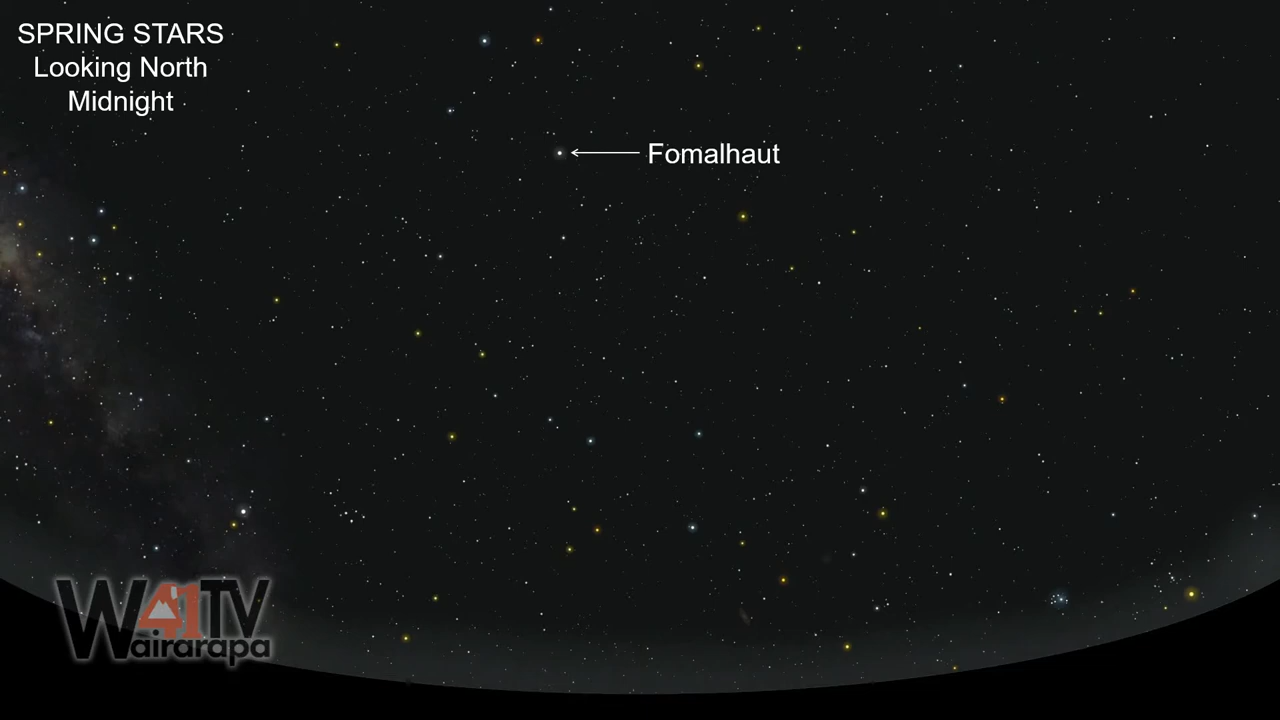 SPRING STARS
Looking North
Midnight
Fomalhaut
W41TV
Wairarapa